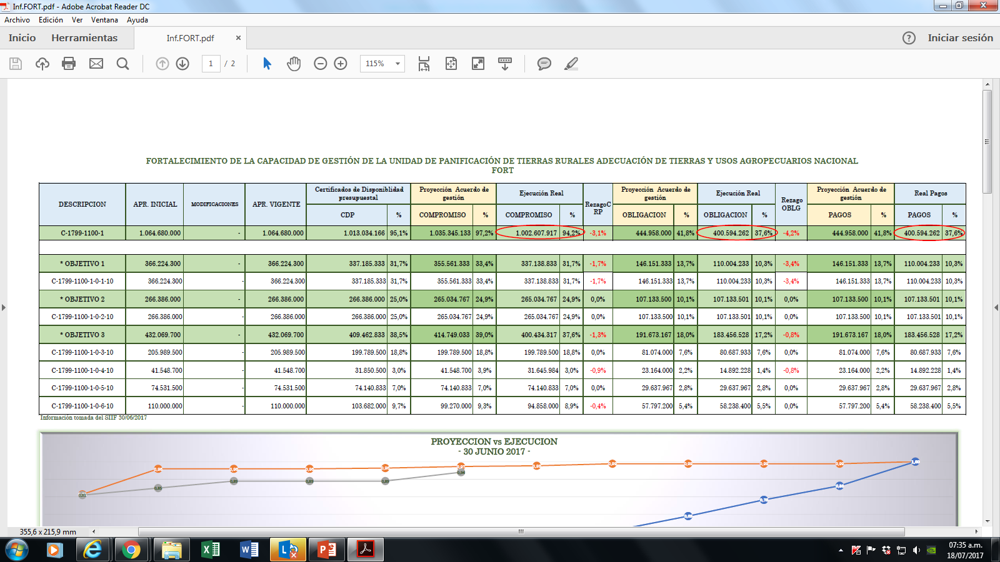 Inf.FORT.pdf - Adobe Acrobat Reader DC
Archivo Edición Ver Ventana Ayuda
Inicio Herramientas Inf.FORT.pdf × ? Iniciar sesión
1 / 2 115%
FORTALECIMIENTO DE LA CAPACIDAD DE GESTIÓN DE LA UNIDAD DE PANIFICACIÓN DE TIERRAS RURALES ADECUACIÓN DE TIERRAS Y USOS AGROPECUARIOS NACIONAL
FORT
DESCRIPCION APR. INICIAL MODIFICACIONES APR. VIGENTE Certificados de Disponiblidad presupuestal Proyección Acuerdo de gestión Ejecución Real RezagoC RP Proyección Acuerdo de gestión Ejecución Real Rezago OBLG Proyección Acuerdo de gestión Real Pagos
CDP % COMPROMISO % COMPROMISO % OBLIGACION % OBLIGACION % PAGOS % PAGOS %
C-1799-1100-1 1.064.680.000 - 1.064.680.000 1.013.034.166 95,1% 1.035.345.133 97,2% 1.002.607.917 94,2% -3,1% 444.958.000 41,8% 400.594.262 37,6% -4,2% 444.958.000 41,8% 400.594.262 37,6%
* OBJETIVO 1 366.224.300 - 366.224.300 337.185.333 31,7% 355.561.333 33,4% 337.138.833 31,7% -1,7% 146.151.333 13,7% 110.004.233 10,3% -3,4% 146.151.333 13,7% 110.004.233 10,3%
C-1799-1100-1-0-1-10 366.224.300 - 366.224.300 337.185.333 31,7% 355.561.333 33,4% 337.138.833 31,7% -1,7% 146.151.333 13,7% 110.004.233 10,3% -3,4% 146.151.333 13,7% 110.004.233 10,3%
* OBJETIVO 2 266.386.000 - 266.386.000 266.386.000 25,0% 265.034.767 24,9% 265.034.767 24,9% 0,0% 107.133.500 10,1% 107.133.501 10,1% 0,0% 107.133.500 10,1% 107.133.501 10,1%
C-1799-1100-1-0-2-10 266.386.000 - 266.386.000 266.386.000 25,0% 265.034.767 24,9% 265.034.767 24,9% 0,0% 107.133.500 10,1% 107.133.501 10,1% 0,0% 107.133.500 10,1% 107.133.501 10,1%
* OBJETIVO 3 432.069.700 - 432.069.700 409.462.833 38,5% 414.749.033 39,0% 400.434.317 37,6% -1,3% 191.673.167 18,0% 183.456.528 17,2% -0,8% 191.673.167 18,0% 183.456.528 17,2%
C-1799-1100-1-0-3-10 205.989.500 - 205.989.500 199.789.500 18,8% 199.789.500 18,8% 199.789.500 18,8% 0,0% 81.074.000 7,6% 80.687.933 7,6% 0,0% 81.074.000 7,6% 80.687.933 7,6%
C-1799-1100-1-0-4-10 41.548.700 - 41.548.700 31.850.500 3,0% 41.548.700 3,9% 31.645.984 3,0% -0,9% 23.164.000 2,2% 14.892.228 1,4% -0,8% 23.164.000 2,2% 14.892.228 1,4%
C-1799-1100-1-0-5-10 74.531.500 - 74.531.500 74.140.833 7,0% 74.140.833 7,0% 74.140.833 7,0% 0,0% 29.637.967 2,8% 29.637.967 2,8% 0,0% 29.637.967 2,8% 29.637.967 2,8%
C-1799-1100-1-0-6-10 110.000.000 - 110.000.000 103.682.000 9,7% 99.270.000 9,3% 94.858.000 8,9% -0,4% 57.797.200 5,4% 58.238.400 5,5% 0,0% 57.797.200 5,4% 58.238.400 5,5%
Información tomada del SIIF 30/06/2017
PROYECCION vs EJECUCION
- 30 JUNIO 2017 -
1,00
0,94
0,81 0,85 0,89 0,89 0,89
355,6 x 215,9 mm
07:35 a.m.
18/07/2017